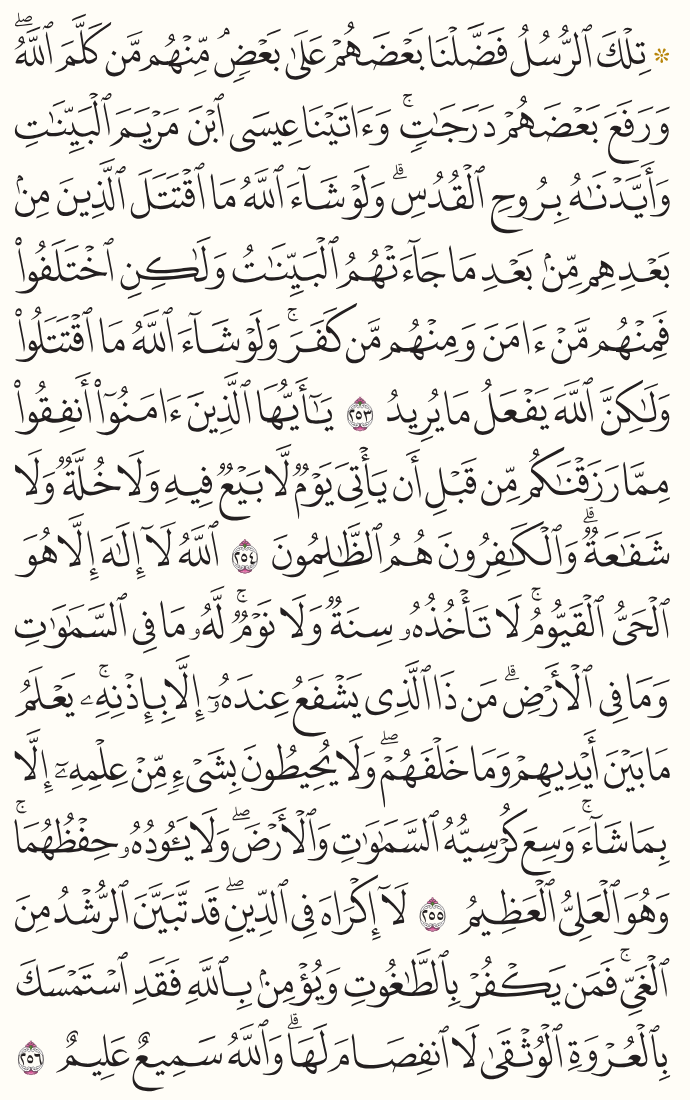 ۞ تِلْكَ ٱلرُّسُلُ فَضَّلْنَا بَعْضَهُمْ عَلَىٰ بَعْضٍۘ مِّنْهُم مَّن كَلَّمَ ٱللَّهُۖ
وَرَفَعَ بَعْضَهُمْ دَرَجَٰتٍۚ وَءَاتَيْنَا عِيسَى ٱبْنَ مَرْيَمَ ٱلْبَيِّنَٰتِ
وَأَيَّدْنَٰهُ بِرُوحِ ٱلْقُدُسِۗ وَلَوْ شَآءَ ٱللَّهُ مَا ٱقْتَتَلَ ٱلَّذِينَ مِنۢ
بَعْدِهِم مِّنۢ بَعْدِ مَا جَآءَتْهُمُ ٱلْبَيِّنَٰتُ وَلَٰكِنِ ٱخْتَلَفُوا۟
فَمِنْهُم مَّنْ ءَامَنَ وَمِنْهُم مَّن كَفَرَۚ وَلَوْ شَآءَ ٱللَّهُ مَا ٱقْتَتَلُوا۟
وَلَٰكِنَّ ٱللَّهَ يَفْعَلُ مَا يُرِيدُ ٢٥٣ يَٰٓأَيُّهَا ٱلَّذِينَ ءَامَنُوٓا۟ أَنفِقُوا۟
مِمَّا رَزَقْنَٰكُم مِّن قَبْلِ أَن يَأْتِىَ يَوْمٌ لَّا بَيْعٌ فِيهِ وَلَا خُلَّةٌ وَلَا
شَفَٰعَةٌۗ وَٱلْكَٰفِرُونَ هُمُ ٱلظَّٰلِمُونَ ٢٥٤ ٱللَّهُ لَآ إِلَٰهَ إِلَّا هُوَ
ٱلْحَىُّ ٱلْقَيُّومُۚ لَا تَأْخُذُهُۥ سِنَةٌ وَلَا نَوْمٌۚ لَّهُۥ مَا فِى ٱلسَّمَٰوَٰتِ
وَمَا فِى ٱلْأَرْضِۗ مَن ذَا ٱلَّذِى يَشْفَعُ عِندَهُۥٓ إِلَّا بِإِذْنِهِۦۚ يَعْلَمُ
مَا بَيْنَ أَيْدِيهِمْ وَمَا خَلْفَهُمْۖ وَلَا يُحِيطُونَ بِشَىْءٍ مِّنْ عِلْمِهِۦٓ إِلَّا
بِمَا شَآءَۚ وَسِعَ كُرْسِيُّهُ ٱلسَّمَٰوَٰتِ وَٱلْأَرْضَۖ وَلَا يَـُٔودُهُۥ حِفْظُهُمَاۚ
وَهُوَ ٱلْعَلِىُّ ٱلْعَظِيمُ ٢٥٥ لَآ إِكْرَاهَ فِى ٱلدِّينِۖ قَد تَّبَيَّنَ ٱلرُّشْدُ مِنَ
ٱلْغَىِّۚ فَمَن يَكْفُرْ بِٱلطَّٰغُوتِ وَيُؤْمِنۢ بِٱللَّهِ فَقَدِ ٱسْتَمْسَكَ
بِٱلْعُرْوَةِ ٱلْوُثْقَىٰ لَا ٱنفِصَامَ لَهَاۗ وَٱللَّهُ سَمِيعٌ عَلِيمٌ ٢٥٦